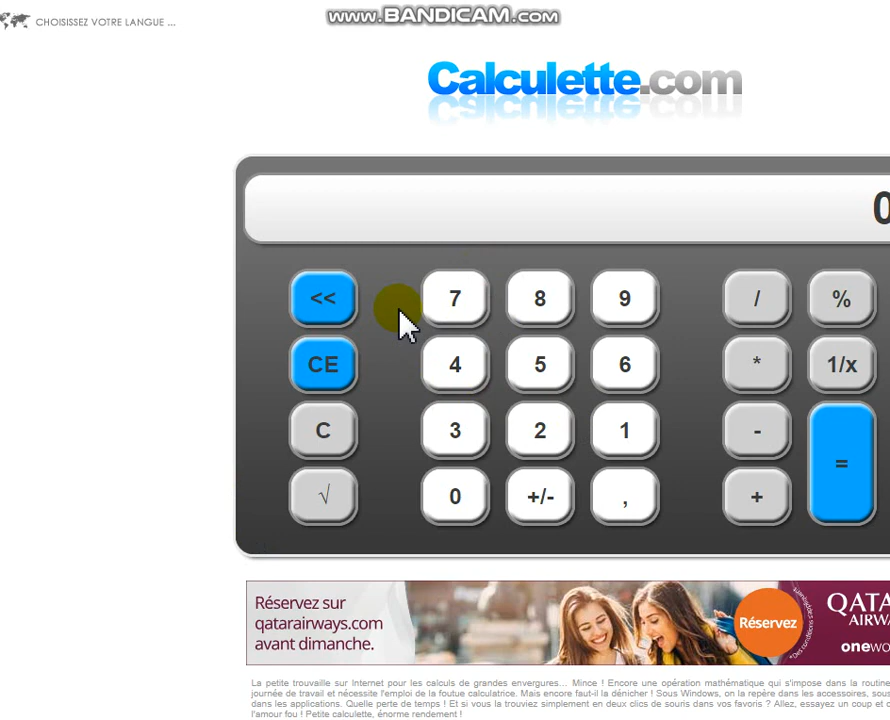 www.BANDICAM.com
CHOISISSEZ VOTRE LANGUE ...
Calculette.com
0
<< 7 8 9 / %
CE 4 5 6 * 1/x
C 3 2 1 - =
√ 0 +/- , +
Réservez sur
qatarairways.com
avant dimanche.
Réservez
QATA
AIRW
onewo
La petite trouvaille sur Internet pour les calculs de grandes envergures... Mince ! Encore une opération mathématique qui s'impose dans la routine
journée de travail et nécessite l'emploi de la foutue calculatrice. Mais encore faut-il la dénicher ! Sous Windows, on la repère dans les accessoires, sous
dans les applications. Quelle perte de temps ! Et si vous la trouviez simplement en deux clics de souris dans vos favoris ? Allez, essayez un coup et
l'amour fou ! Petite calculette, énorme rendement !